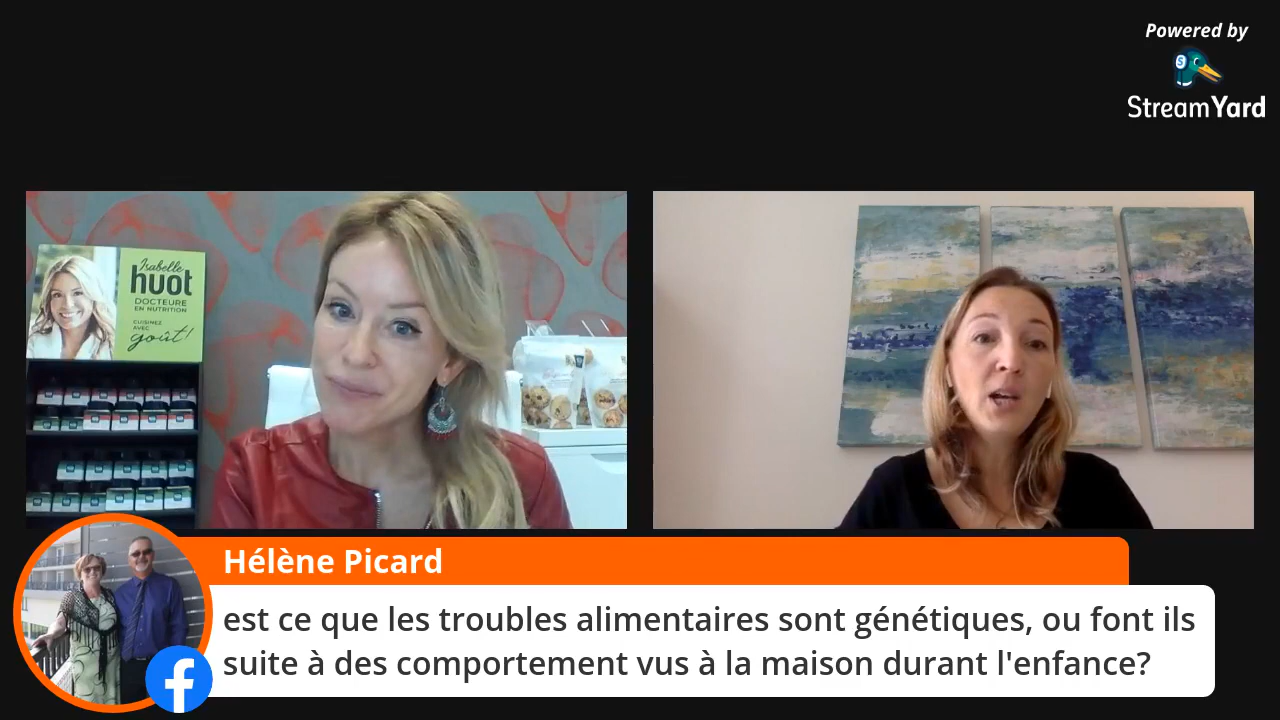 Powered by
StreamYard
Isabelle
huot
DOCTEURE
EN NUTRITION
CUISINEZ
AVEC
goût!
Hélène Picard
est ce que les troubles alimentaires sont génétiques, ou font ils
suite à des comportement vus à la maison durant l'enfance?